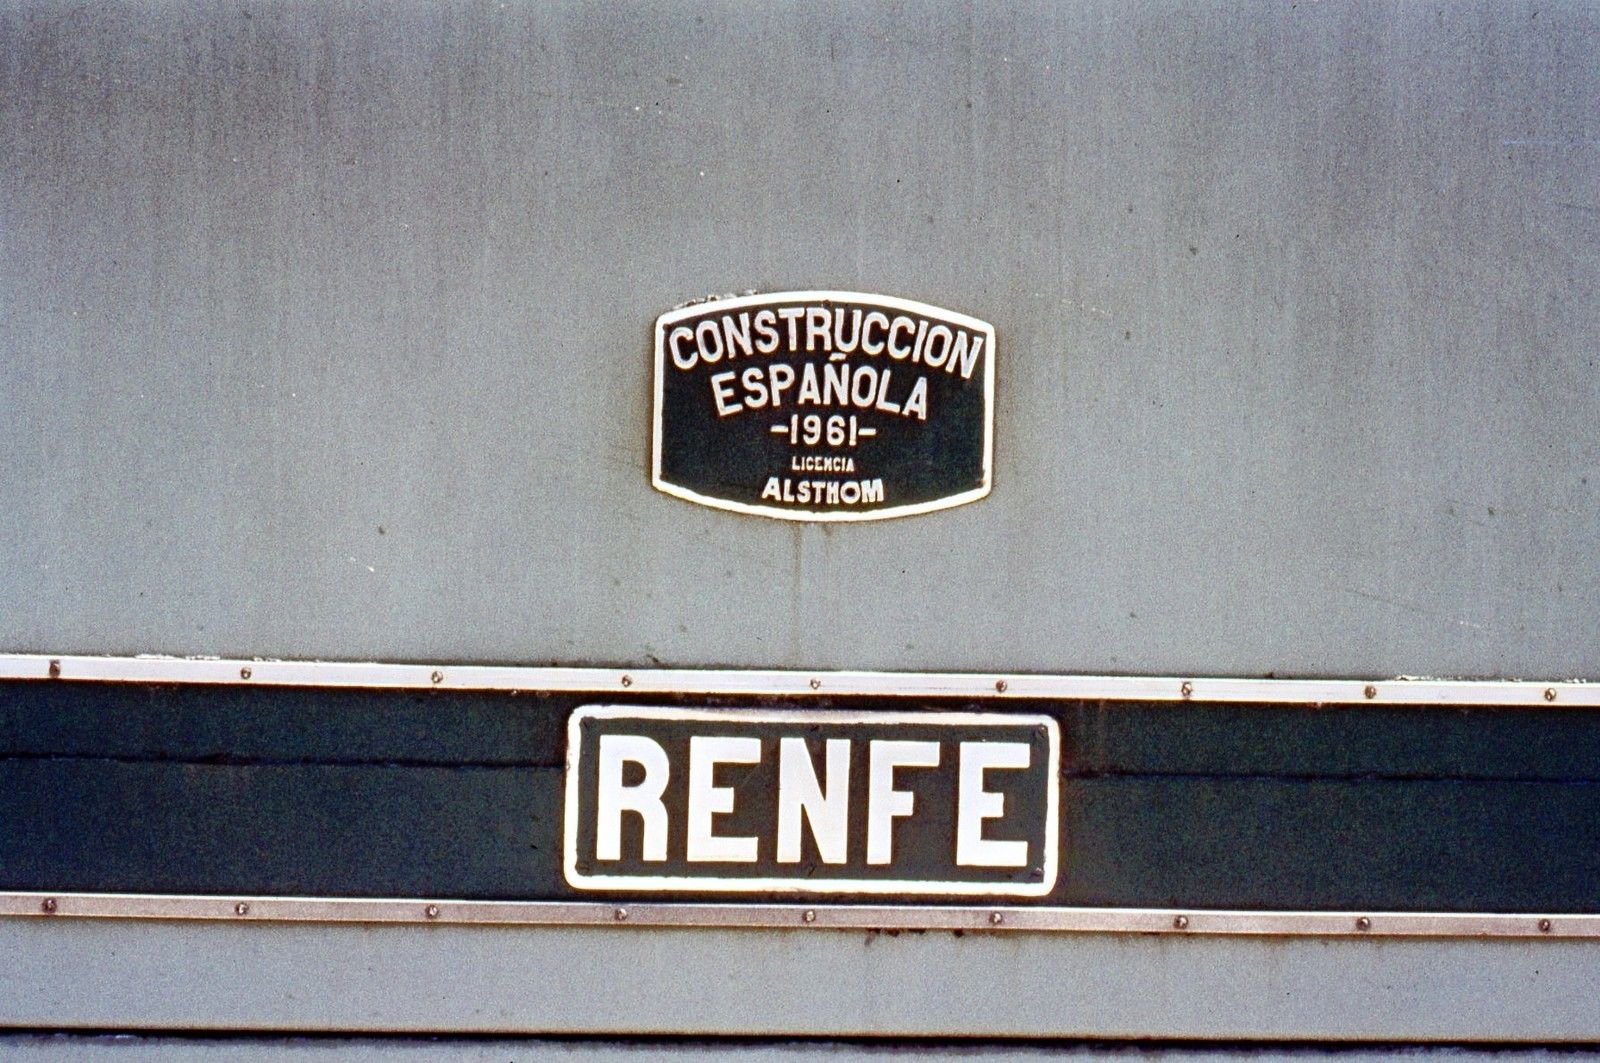 CONSTRUCCION
ESPAÑOLA
-1961-
LICENCIA
ALSTHOM
RENFE